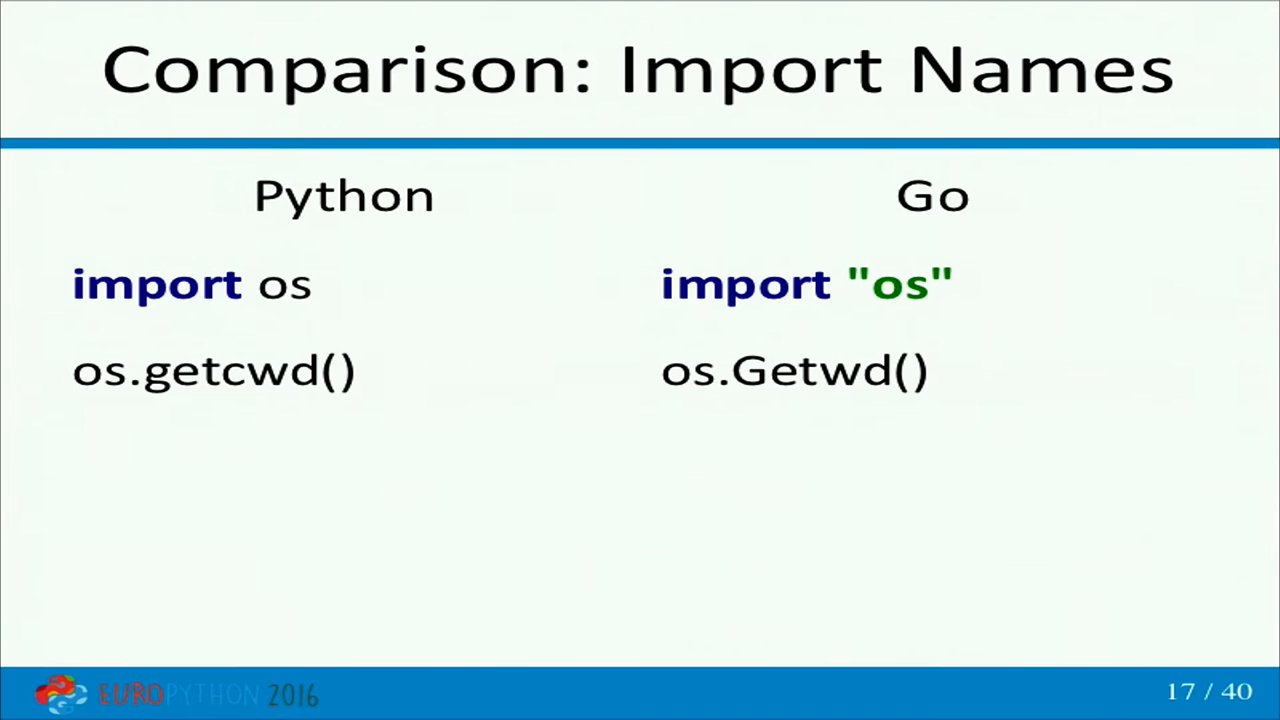 Comparison: Import Names
Python
Go
import os
import "os"
os.getcwd()
os.Getwd()
EUROPYTHON 2016
17 / 40